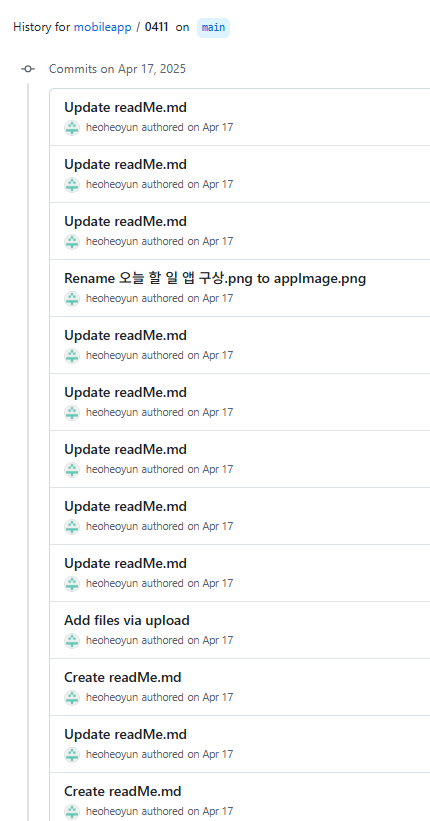 History for mobileapp / 0411 on main
Commits on Apr 17, 2025
Update readMe.md
heoheoyun authored on Apr 17
Update readMe.md
heoheoyun authored on Apr 17
Update readMe.md
heoheoyun authored on Apr 17
Rename 오늘 할 일 앱 구상.png to appImage.png
heoheoyun authored on Apr 17
Update readMe.md
heoheoyun authored on Apr 17
Update readMe.md
heoheoyun authored on Apr 17
Update readMe.md
heoheoyun authored on Apr 17
Update readMe.md
heoheoyun authored on Apr 17
Update readMe.md
heoheoyun authored on Apr 17
Add files via upload
heoheoyun authored on Apr 17
Create readMe.md
heoheoyun authored on Apr 17
Update readMe.md
heoheoyun authored on Apr 17
Create readMe.md
heoheoyun authored on Apr 17